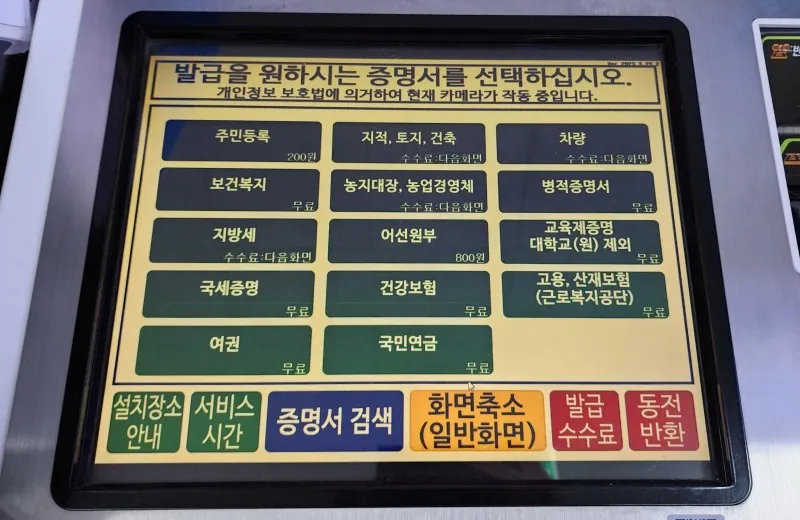 발급을 원하시는 증명서를 선택하십시오.
개인정보 보호법에 의거하여 현재 카메라가 작동 중입니다.
주민등록
200원
지적, 토지, 건축
수수료:다음화면
차량
수수료:다음화면
보건복지
무료
농지대장, 농업경영체
수수료:다음화면
병적증명서
무료
지방세
수수료:다음화면
어선원부
800원
교육제증명
대학교(원) 제외
무료
국세증명
무료
건강보험
무료
고용, 산재보험
(근로복지공단)
무료
여권
무료
국민연금
무료
설치장소
안내
서비스
시간
증명서 검색
화면축소
(일반화면)
발급
수수료
동전
반환